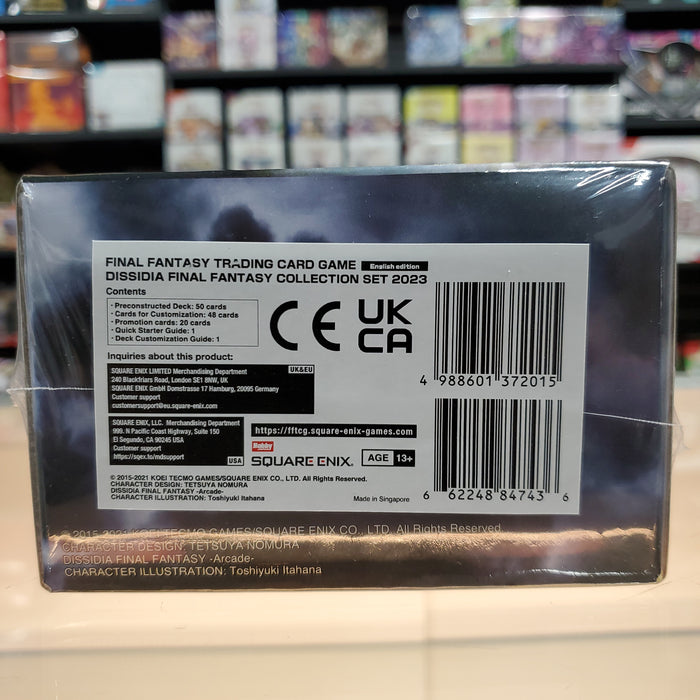 FINAL FANTASY TRADING CARD GAME English edition
DISSIDIA FINAL FANTASY COLLECTION SET 2023
Contents
· Preconstructed Deck: 50 cards
· Cards for Customization: 48 cards
· Promotion cards: 20 cards
· Quick Starter Guide: 1
· Deck Customization Guide: 1
CE UK
CA
Inquiries about this product:
SQUARE ENIX LIMITED Merchandising Department UK&EU
240 Blackfriars Road, London SE1 8NW, UK
SQUARE ENIX GmbH Domstrasse 17 Hamburg, 20095 Germany
Customer support
customersupport@eu.square-enix.com
SQUARE ENIX, LLC. Merchandising Department
999. N Pacific Coast Highway, Suite 150
El Segundo, CA 90245 USA
Customer support
https://sqex.to/mdsupport
USA
https://fftcg.square-enix-games.com
Hobby
SQUARE ENIX. AGE 13+
© 2015-2021 KOEI TECMO GAMES/SQUARE ENIX CO., LTD. All Rights Reserved.
CHARACTER DESIGN: TETSUYA NOMURA
DISSIDIA FINAL FANTASY -Arcade-
CHARACTER ILLUSTRATION: Toshiyuki Itahana
Made in Singapore
4 988601 372015
6 62248 84743 6
© 2015-2021 KOEI TECMO GAMES/SQUARE ENIX CO., LTD. All Rights Reserved.
CHARACTER DESIGN: TETSUYA NOMURA
DISSIDIA FINAL FANTASY -Arcade-
CHARACTER ILLUSTRATION: Toshiyuki Itahana